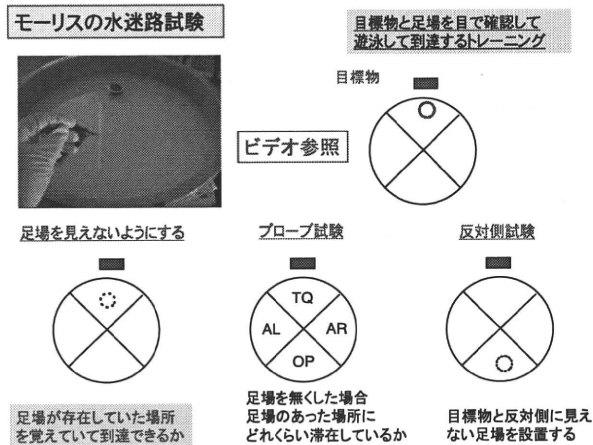 モーリスの水迷路試験
目標物と足場を目で確認して
遊泳して到達するトレーニング
目標物
ビデオ参照
足場を見えないようにする
プローブ試験
反対側試験
TQ
AL
AR
OP
足場が存在していた場所
を覚えていて到達できるか
足場を無くした場合
足場のあった場所に
どれくらい滞在しているか
目標物と反対側に見え
ない足場を設置する